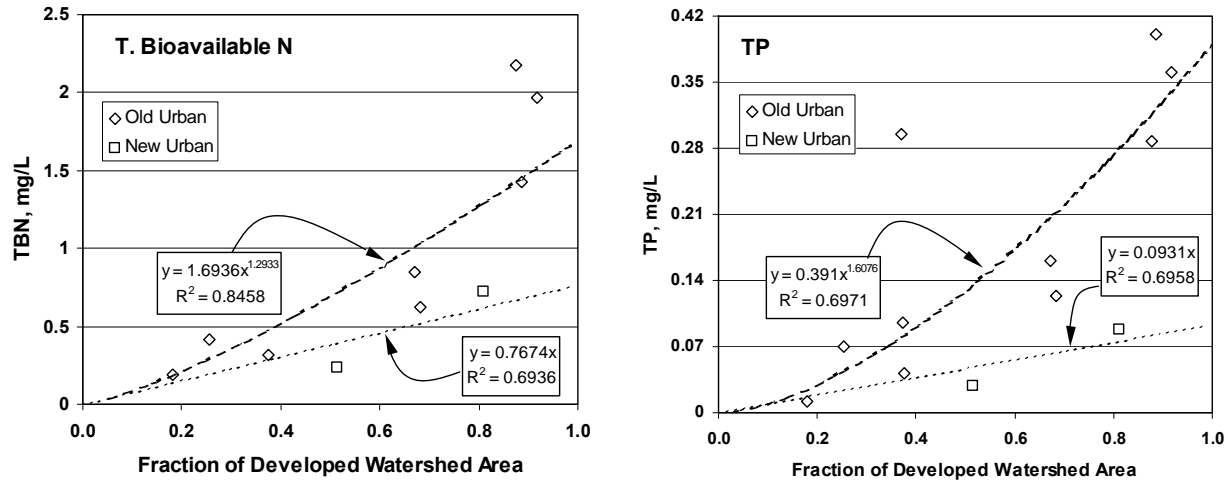 T. Bioavailable N
2.5
2
1.5
1
0.5
0
TBN, mg/L
Old Urban
New Urban
y = 1.6936x^1.2933
R² = 0.8458
y = 0.7674x
R² = 0.6936
0.0 0.2 0.4 0.6 0.8 1.0
Fraction of Developed Watershed Area
TP
0.42
0.35
0.28
0.21
0.14
0.07
0
TP, mg/L
Old Urban
New Urban
y = 0.391x^1.6076
R² = 0.6971
y = 0.0931x
R² = 0.6958
0.0 0.2 0.4 0.6 0.8 1.0
Fraction of Developed Watershed Area